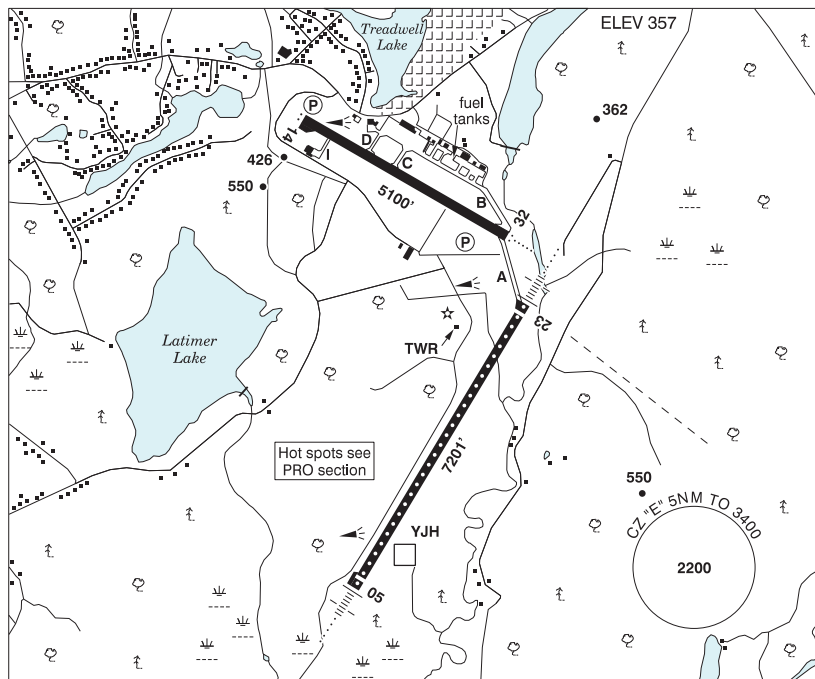 ELEV 357
Treadwell
Lake
fuel
tanks
362
P
14
D
I
C
426
550
5100'
B
32
P
A
23
Latimer
Lake
TWR
Hot spots see
PRO section
7201'
550
CZ "E" 5NM TO 3400
2200
YJH
05